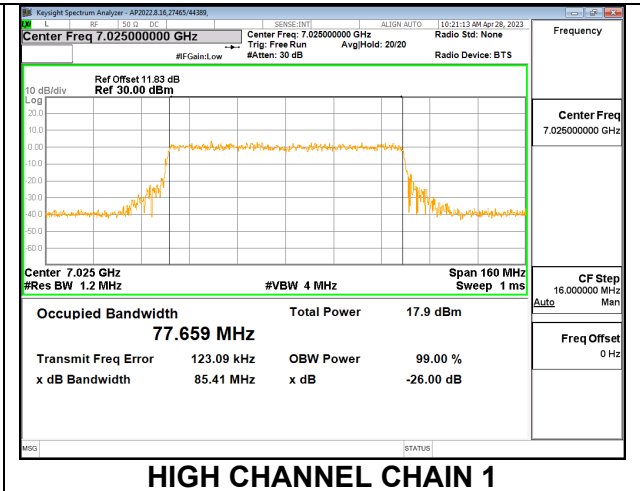 Keysight Spectrum Analyzer - AP2022.8.16,27465/44389,
LXI L RF 50 Ω DC SENSE:INT ALIGN AUTO 10:21:13 AM Apr 28, 2023
Center Freq 7.025000000 GHz Center Freq: 7.025000000 GHz Radio Std: None
Trig: Free Run Avg|Hold: 20/20
#IFGain:Low #Atten: 30 dB Radio Device: BTS
Frequency
Ref Offset 11.83 dB
10 dB/div Ref 30.00 dBm
Log
20.0
10.0
0.00
-10.0
-20.0
-30.0
-40.0
-50.0
-60.0
Center 7.025 GHz Span 160 MHz
#Res BW 1.2 MHz #VBW 4 MHz Sweep 1 ms
Occupied Bandwidth Total Power 17.9 dBm
77.659 MHz
Transmit Freq Error 123.09 kHz OBW Power 99.00 %
x dB Bandwidth 85.41 MHz x dB -26.00 dB
Center Freq
7.025000000 GHz
CF Step
16.000000 MHz
Auto Man
Freq Offset
0 Hz
MSG STATUS
HIGH CHANNEL CHAIN 1